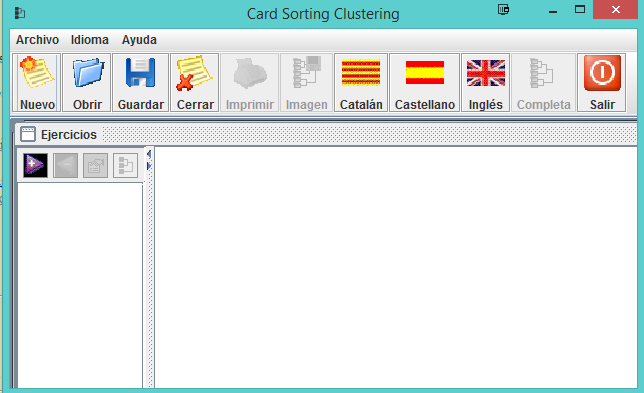 Card Sorting Clustering
Archivo Idioma Ayuda
Nuevo Obrir Guardar Cerrar Imprimir Imagen Catalán Castellano Inglés Completa Salir
Ejercicios